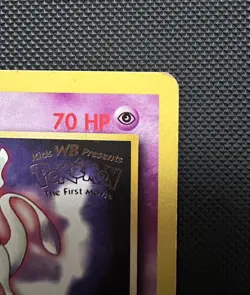 70 HP
Kids WB Presents
POKéMON
The First Movie